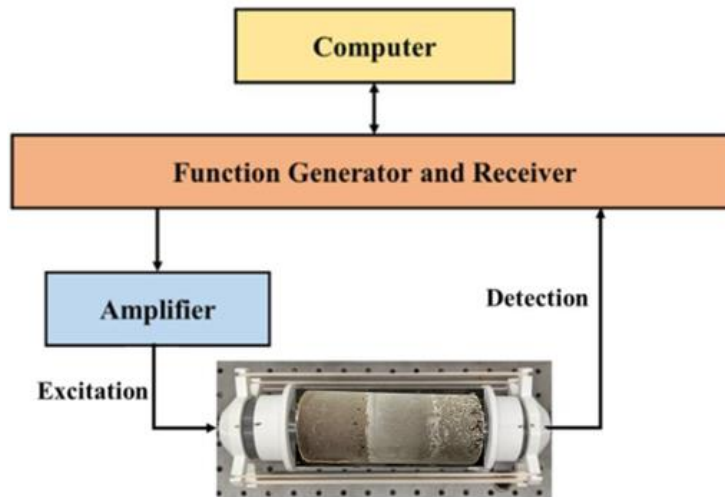 Computer
Function Generator and Receiver
Amplifier
Detection
Excitation